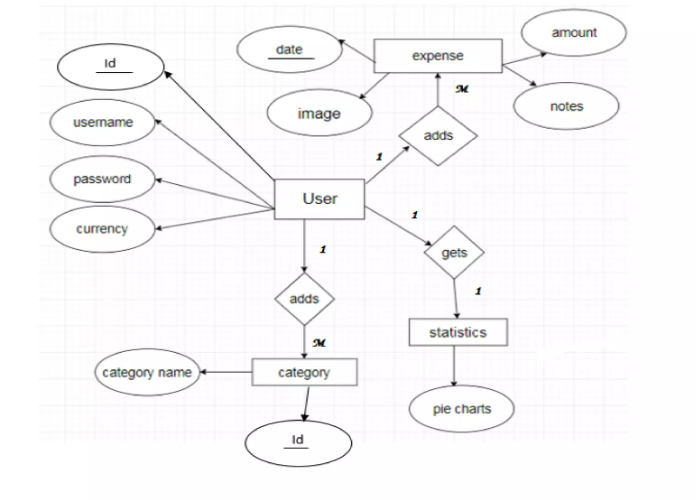 amount
date
expense
Id
M
notes
image
username
adds
1
password
User
1
currency
1
gets
1
adds
statistics
M
category name
category
pie charts
Id